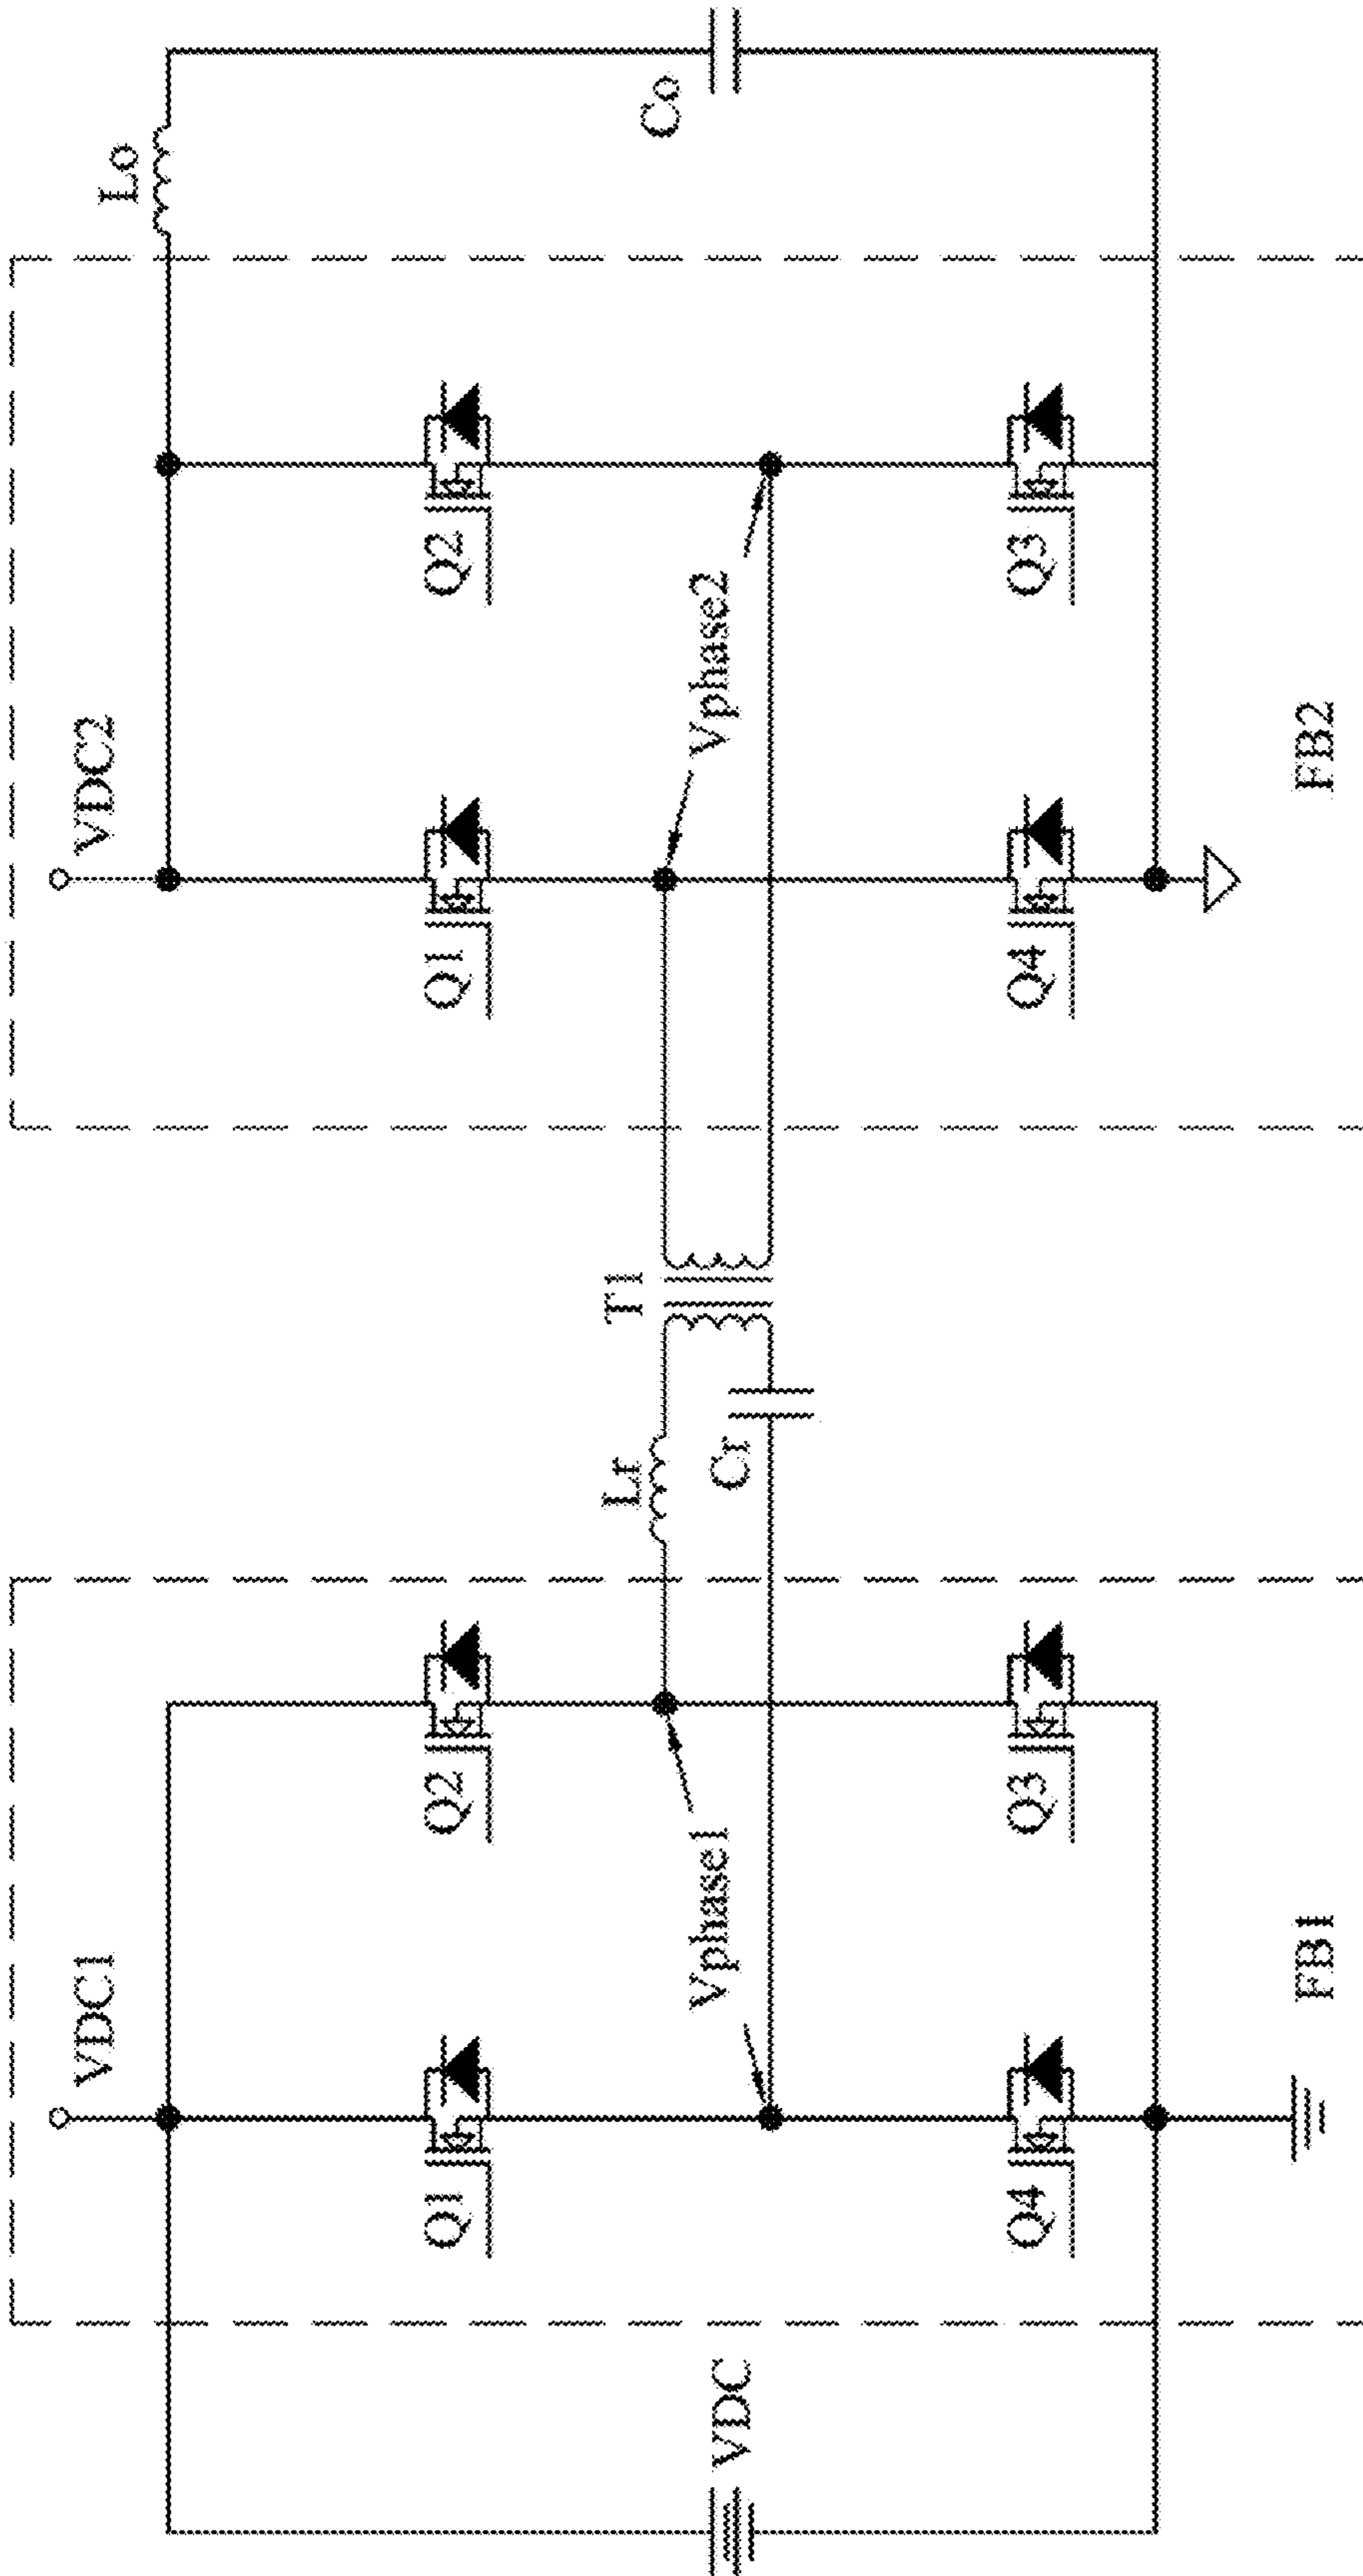 VDC1
VDC2
Lo
Q1
Q2
Q1
Q2
Lr
T1
Co
VDC
Vphase1
Cr
Vphase2
Q4
Q3
Q4
Q3
FB1
FB2